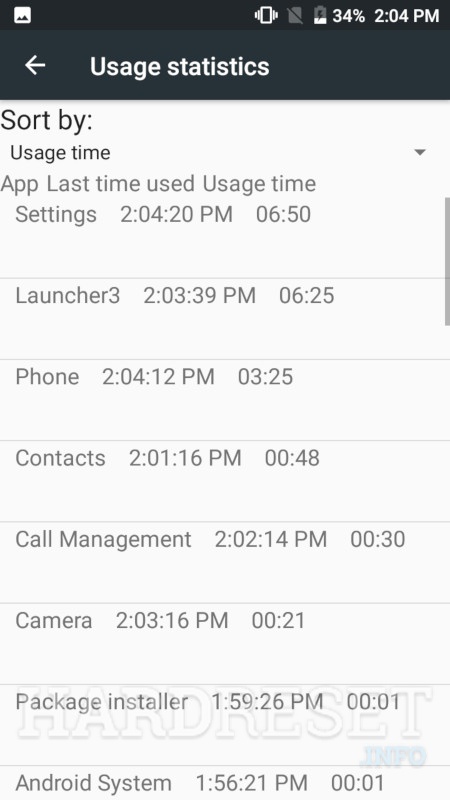 34% 2:04 PM
Usage statistics
Sort by:
Usage time
App Last time used Usage time
Settings 2:04:20 PM 06:50
Launcher3 2:03:39 PM 06:25
Phone 2:04:12 PM 03:25
Contacts 2:01:16 PM 00:48
Call Management 2:02:14 PM 00:30
Camera 2:03:16 PM 00:21
Package installer 1:59:26 PM 00:01
HARDRESET
.INFO
Android System 1:56:21 PM 00:01